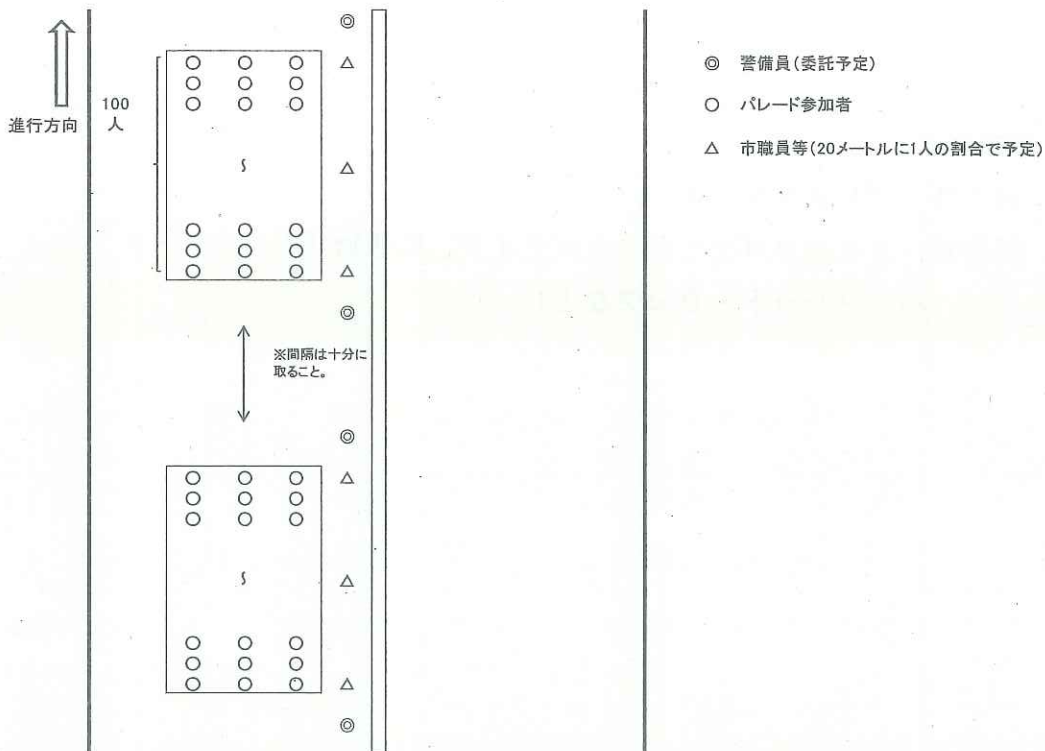 進行方向
100
人
◎ 警備員(委託予定)
○ パレード参加者
△ 市職員等(20メートルに1人の割合で予定)
※間隔は十分に
取ること。